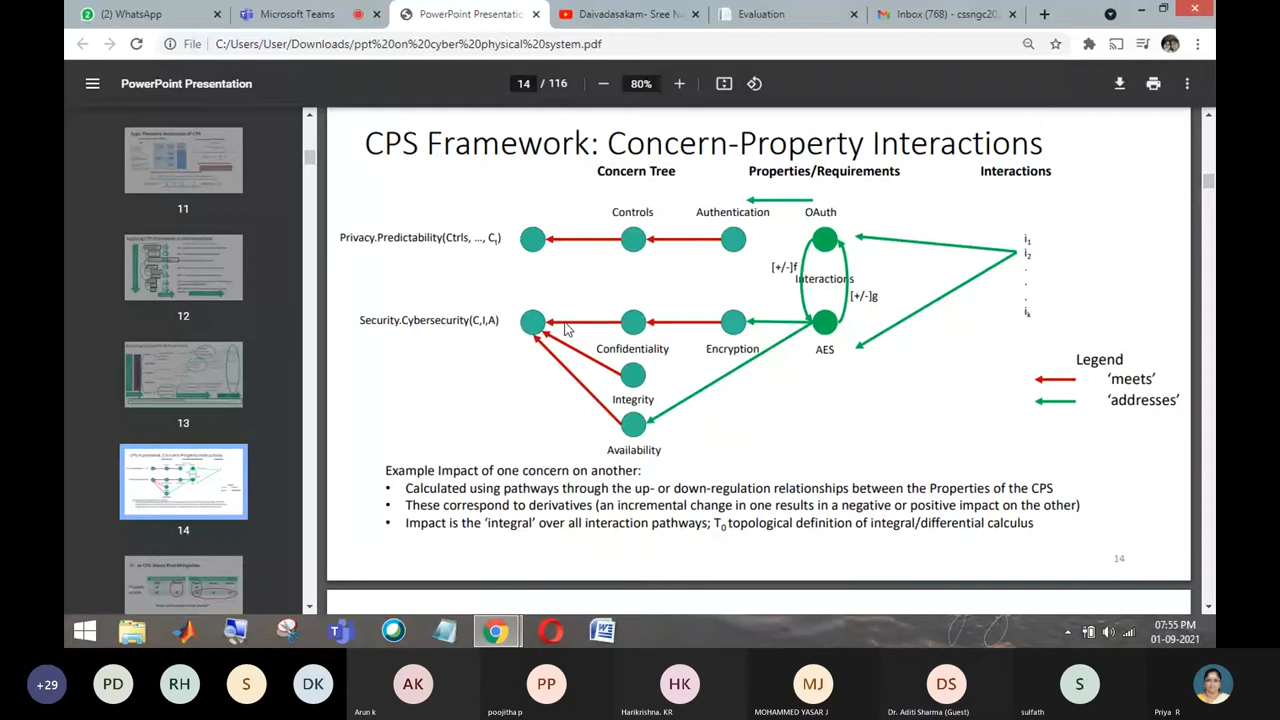 (2) WhatsApp
Microsoft Teams
PowerPoint Presentatio
Daivadasakam- Sree Na
Evaluation
Inbox (768) - cssngc20
File
C:/Users/User/Downloads/ppt%20on%20cyber%20physical%20system.pdf
PowerPoint Presentation
14 / 116
80%
11
12
13
14
CPS Framework: Concern-Property Interactions
Concern Tree
Properties/Requirements
Interactions
Controls
Authentication
OAuth
Privacy.Predictability(Ctrls, ..., Ct)
i1
i2
.
.
ik
[+/-]f
Interactions
[+/-]g
Security.Cybersecurity(C,I,A)
Confidentiality
Encryption
AES
Integrity
Availability
Legend
'meets'
'addresses'
Example Impact of one concern on another:
• Calculated using pathways through the up- or down-regulation relationships between the Properties of the CPS
• These correspond to derivatives (an incremental change in one results in a negative or positive impact on the other)
• Impact is the 'integral' over all interaction pathways; T0 topological definition of integral/differential calculus
14
07:55 PM
01-09-2021
+29
PD
RH
S
DK
AK
PP
HK
MJ
DS
S
Arun k
poojitha p
Harikrishna. KR
MOHAMMED YASAR J
Dr. Aditi Sharma (Guest)
sulfath
Priya R